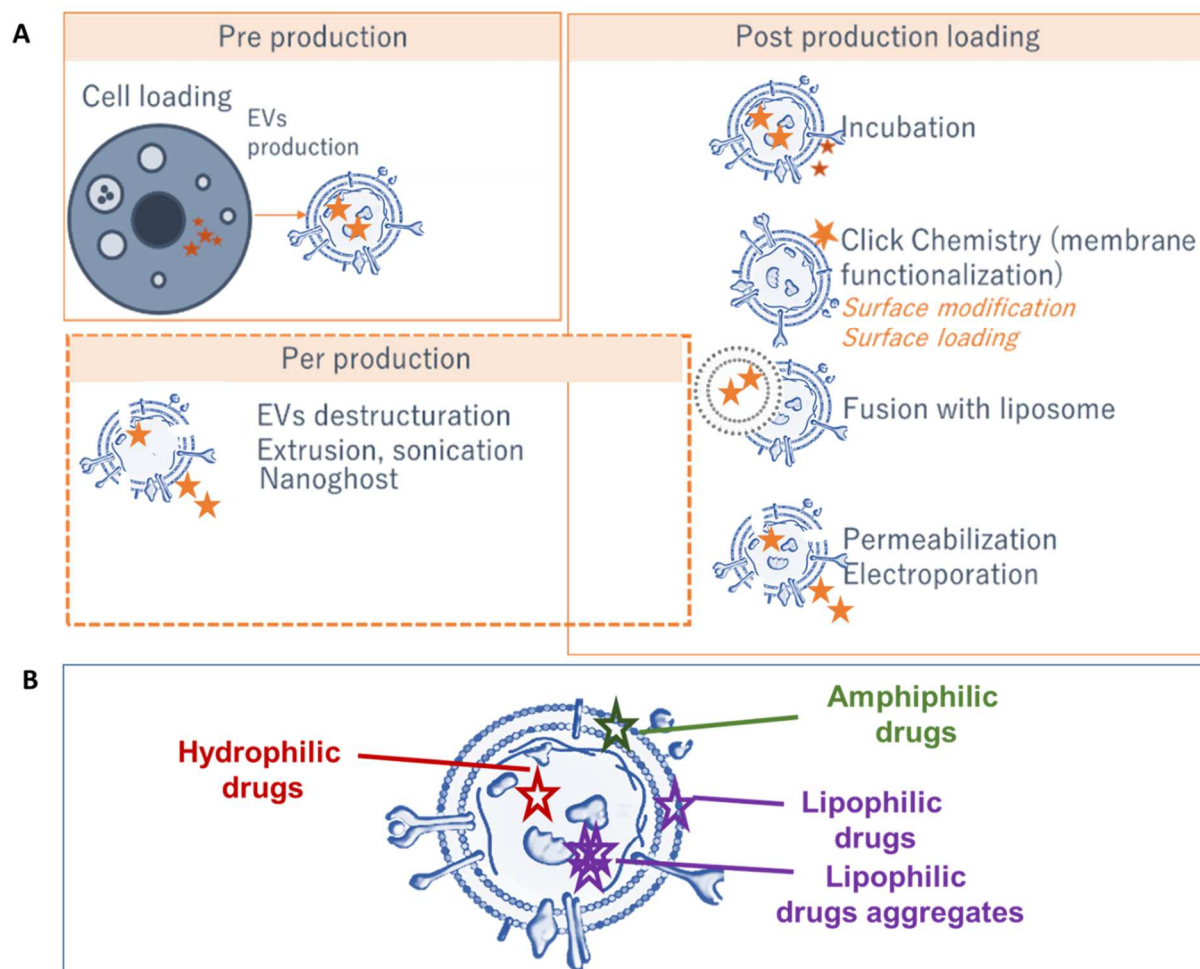 A
Pre production
Cell loading
EVs
production
Post production loading
Incubation
Click Chemistry (membrane
functionalization)
Surface modification
Surface loading
Fusion with liposome
Permeabilization
Electroporation
Per production
EVs destructuration
Extrusion, sonication
Nanoghost
B
Hydrophilic
drugs
Amphiphilic
drugs
Lipophilic
drugs
Lipophilic
drugs aggregates